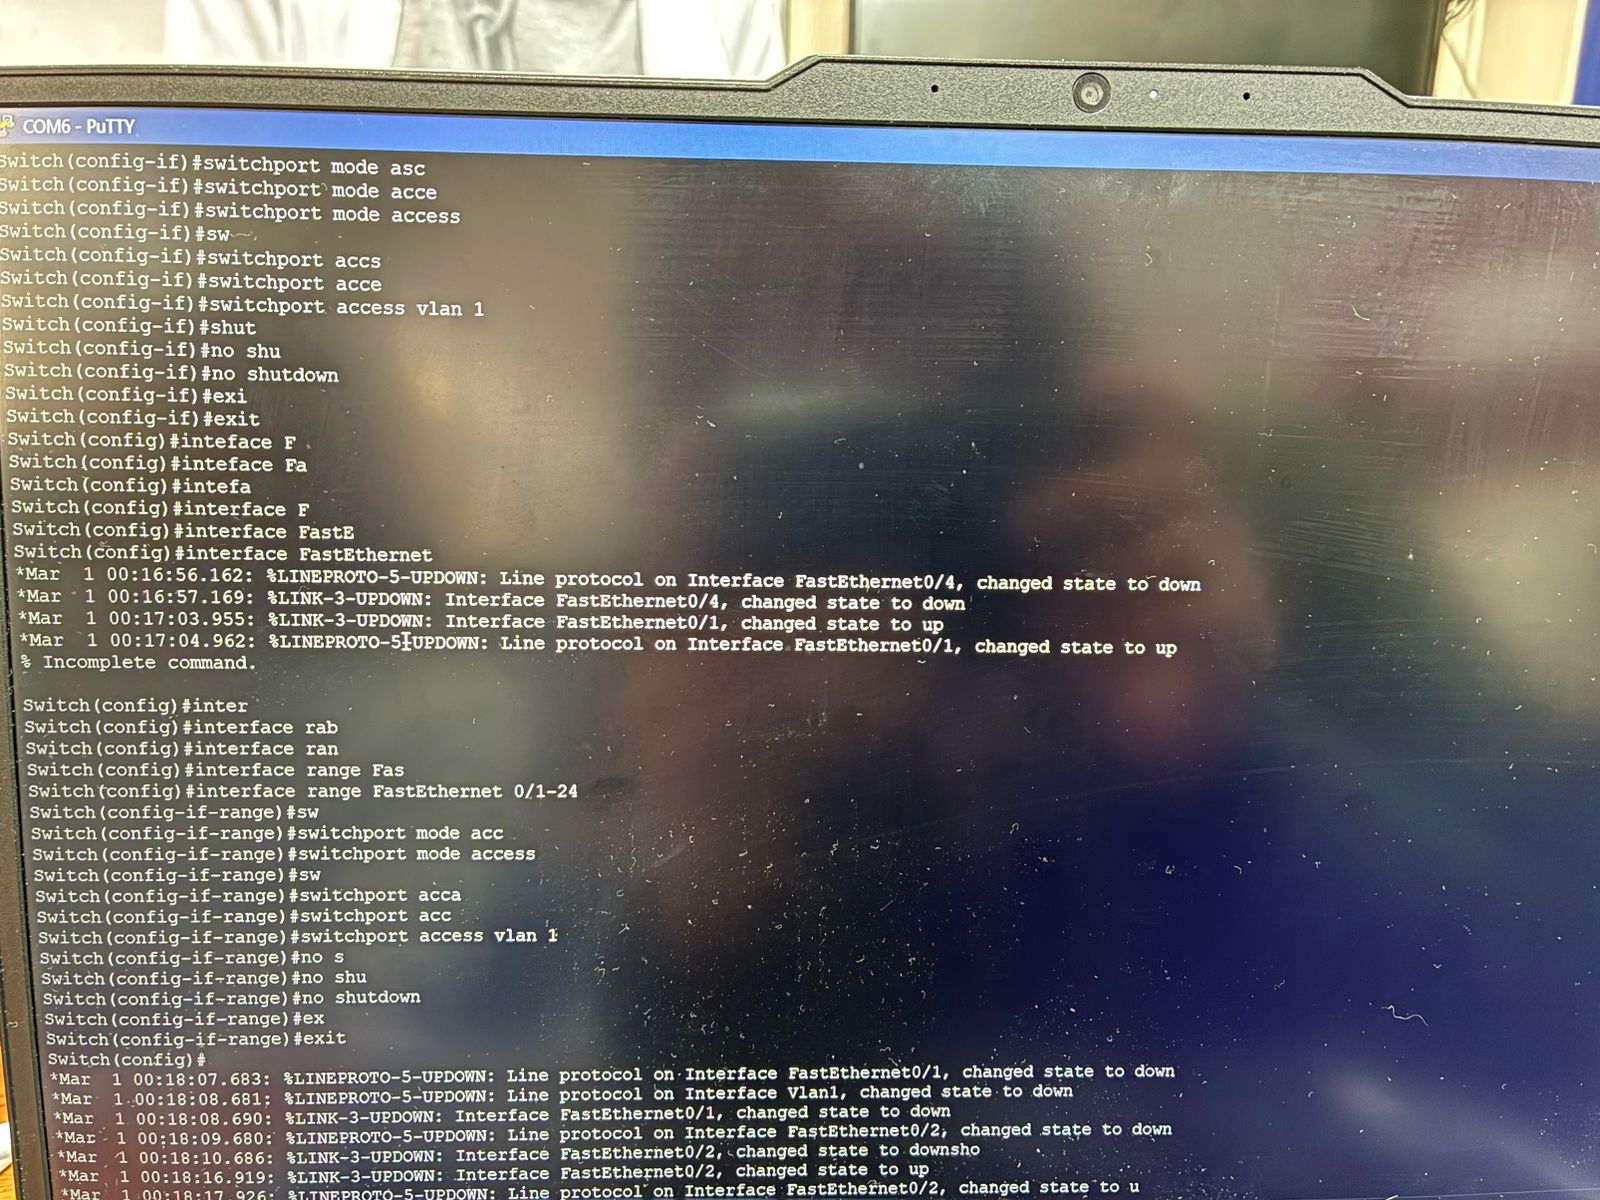 COM6 - PuTTY
Switch(config-if)#switchport mode asc
Switch(config-if)#switchport mode acce
Switch(config-if)#switchport mode access
Switch(config-if)#sw
Switch(config-if)#switchport accs
Switch(config-if)#switchport acce
Switch(config-if)#switchport access vlan 1
Switch(config-if)#shut
Switch(config-if)#no shu
Switch(config-if)#no shutdown
Switch(config-if)#exi
Switch(config-if)#exit
Switch(config)#inteface F
Switch(config)#inteface Fa
Switch(config)#intefa
Switch(config)#interface F
Switch(config)#interface FastE
Switch(config)#interface FastEthernet
*Mar  1 00:16:56.162: %LINEPROTO-5-UPDOWN: Line protocol on Interface FastEthernet0/4, changed state to down
*Mar  1 00:16:57.169: %LINK-3-UPDOWN: Interface FastEthernet0/4, changed state to down
*Mar  1 00:17:03.955: %LINK-3-UPDOWN: Interface FastEthernet0/1, changed state to up
*Mar  1 00:17:04.962: %LINEPROTO-5-UPDOWN: Line protocol on Interface FastEthernet0/1, changed state to up
% Incomplete command.
Switch(config)#inter
Switch(config)#interface rab
Switch(config)#interface ran
Switch(config)#interface range Fas
Switch(config)#interface range FastEthernet 0/1-24
Switch(config-if-range)#sw
Switch(config-if-range)#switchport mode acc
Switch(config-if-range)#switchport mode access
Switch(config-if-range)#sw
Switch(config-if-range)#switchport acca
Switch(config-if-range)#switchport acc
Switch(config-if-range)#switchport access vlan 1
Switch(config-if-range)#no s
Switch(config-if-range)#no shu
Switch(config-if-range)#no shutdown
Switch(config-if-range)#ex
Switch(config-if-range)#exit
Switch(config)#
*Mar  1 00:18:07.683: %LINEPROTO-5-UPDOWN: Line protocol on Interface FastEthernet0/1, changed state to down
*Mar  1 00:18:08.681: %LINEPROTO-5-UPDOWN: Line protocol on Interface Vlan1, changed state to down
*Mar  1 00:18:08.690: %LINK-3-UPDOWN: Interface FastEthernet0/1, changed state to down
*Mar  1 00:18:09.680: %LINEPROTO-5-UPDOWN: Line protocol on Interface FastEthernet0/2, changed state to down
*Mar  1 00:18:10.686: %LINK-3-UPDOWN: Interface FastEthernet0/2, changed state to downsho
*Mar  1 00:18:16.919: %LINK-3-UPDOWN: Interface FastEthernet0/2, changed state to up
*Mar  1 00:18:17.926: %LINEPROTO-5-UPDOWN: Line protocol on Interface FastEthernet0/2, changed state to u